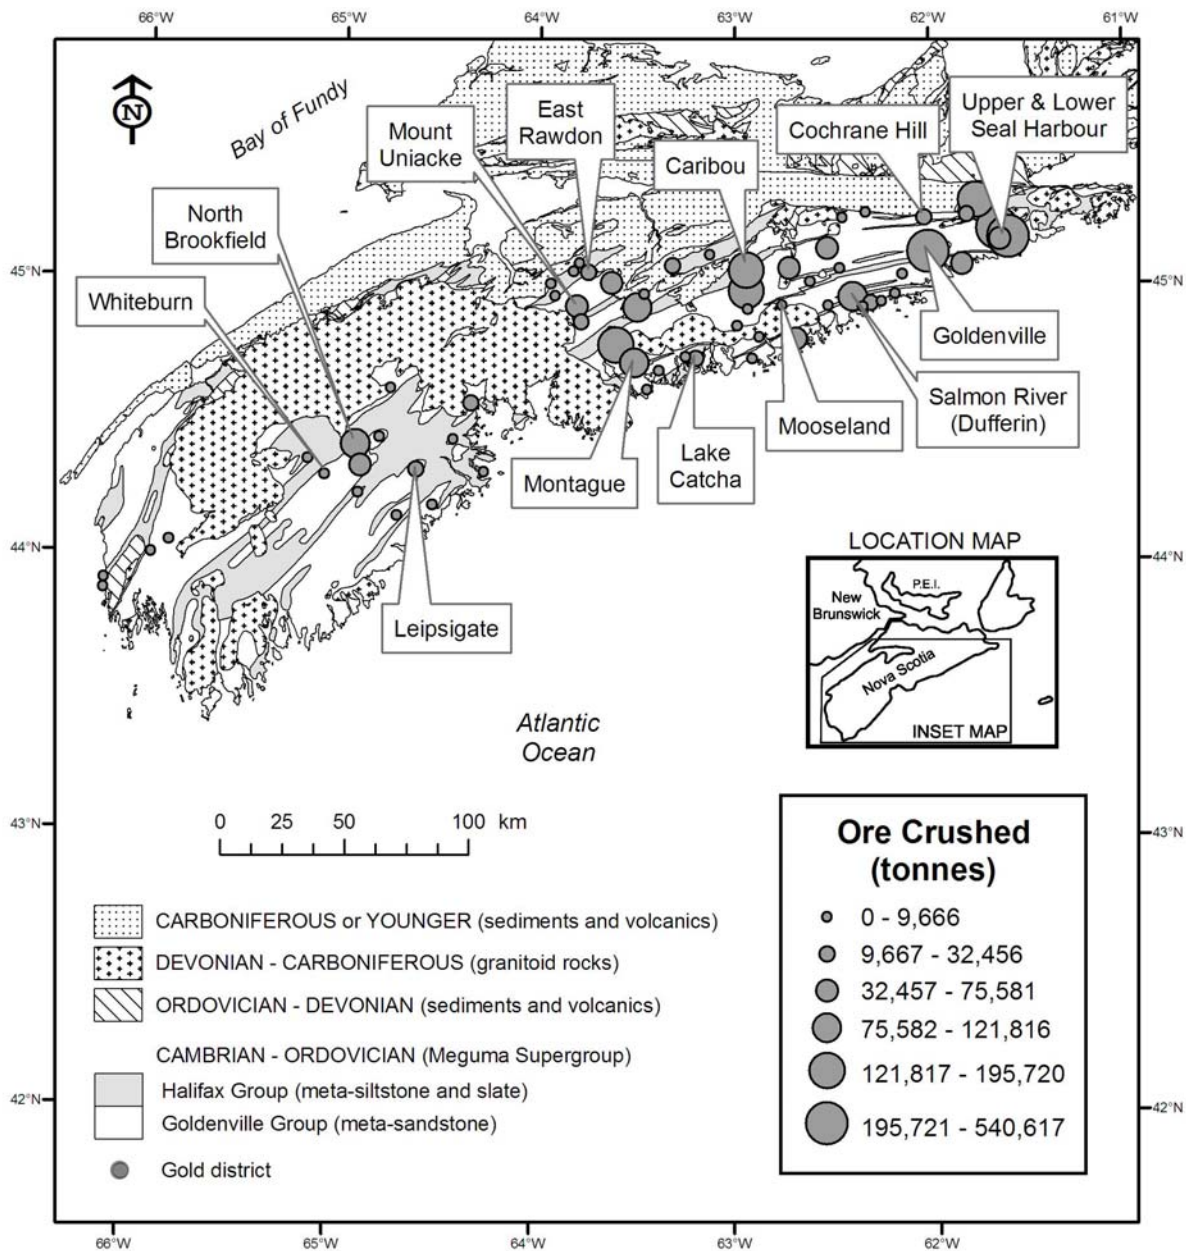 66°W 65°W 64°W 63°W 62°W 61°W
N
Bay of Fundy
Mount
Uniacke
East
Rawdon
Caribou
Cochrane Hill
Upper & Lower
Seal Harbour
North
Brookfield
Whiteburn
45°N
45°N
Goldenville
Salmon River
(Dufferin)
Mooseland
Lake
Catcha
Montague
Leipsigate
44°N
44°N
Atlantic
Ocean
LOCATION MAP
P.E.I.
New
Brunswick
Nova Scotia
INSET MAP
43°N
43°N
0 25 50 100 km
Ore Crushed
(tonnes)
0 - 9,666
9,667 - 32,456
32,457 - 75,581
75,582 - 121,816
121,817 - 195,720
195,721 - 540,617
CARBONIFEROUS or YOUNGER (sediments and volcanics)
DEVONIAN - CARBONIFEROUS (granitoid rocks)
ORDOVICIAN - DEVONIAN (sediments and volcanics)
CAMBRIAN - ORDOVICIAN (Meguma Supergroup)
Halifax Group (meta-siltstone and slate)
Goldenville Group (meta-sandstone)
Gold district
42°N
42°N
66°W 65°W 64°W 63°W 62°W